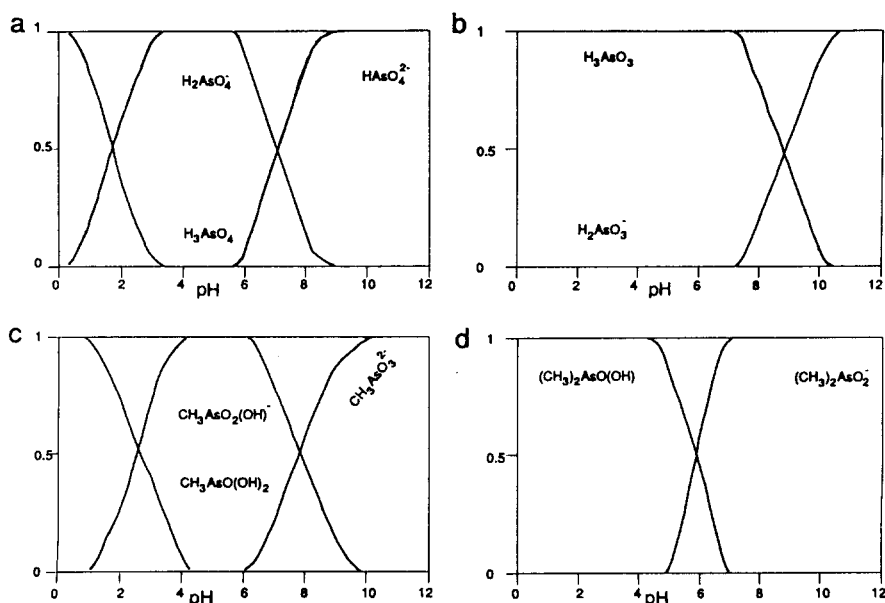 a
1
0.5
0
H₂AsO₄⁻
HAsO₄²⁻
H₃AsO₄
0 2 4 6 8 10 12
pH
b
1
0.5
0
H₃AsO₃
H₂AsO₃⁻
0 2 4 6 8 10 12
pH
c
1
0.5
0
CH₃AsO₂(OH)⁻
CH₃AsO₃²⁻
CH₃AsO(OH)₂
0 2 4 6 8 10 12
pH
d
1
0.5
0
(CH₃)₂AsO(OH)
(CH₃)₂AsO₂⁻
0 2 4 6 8 10 12
pH